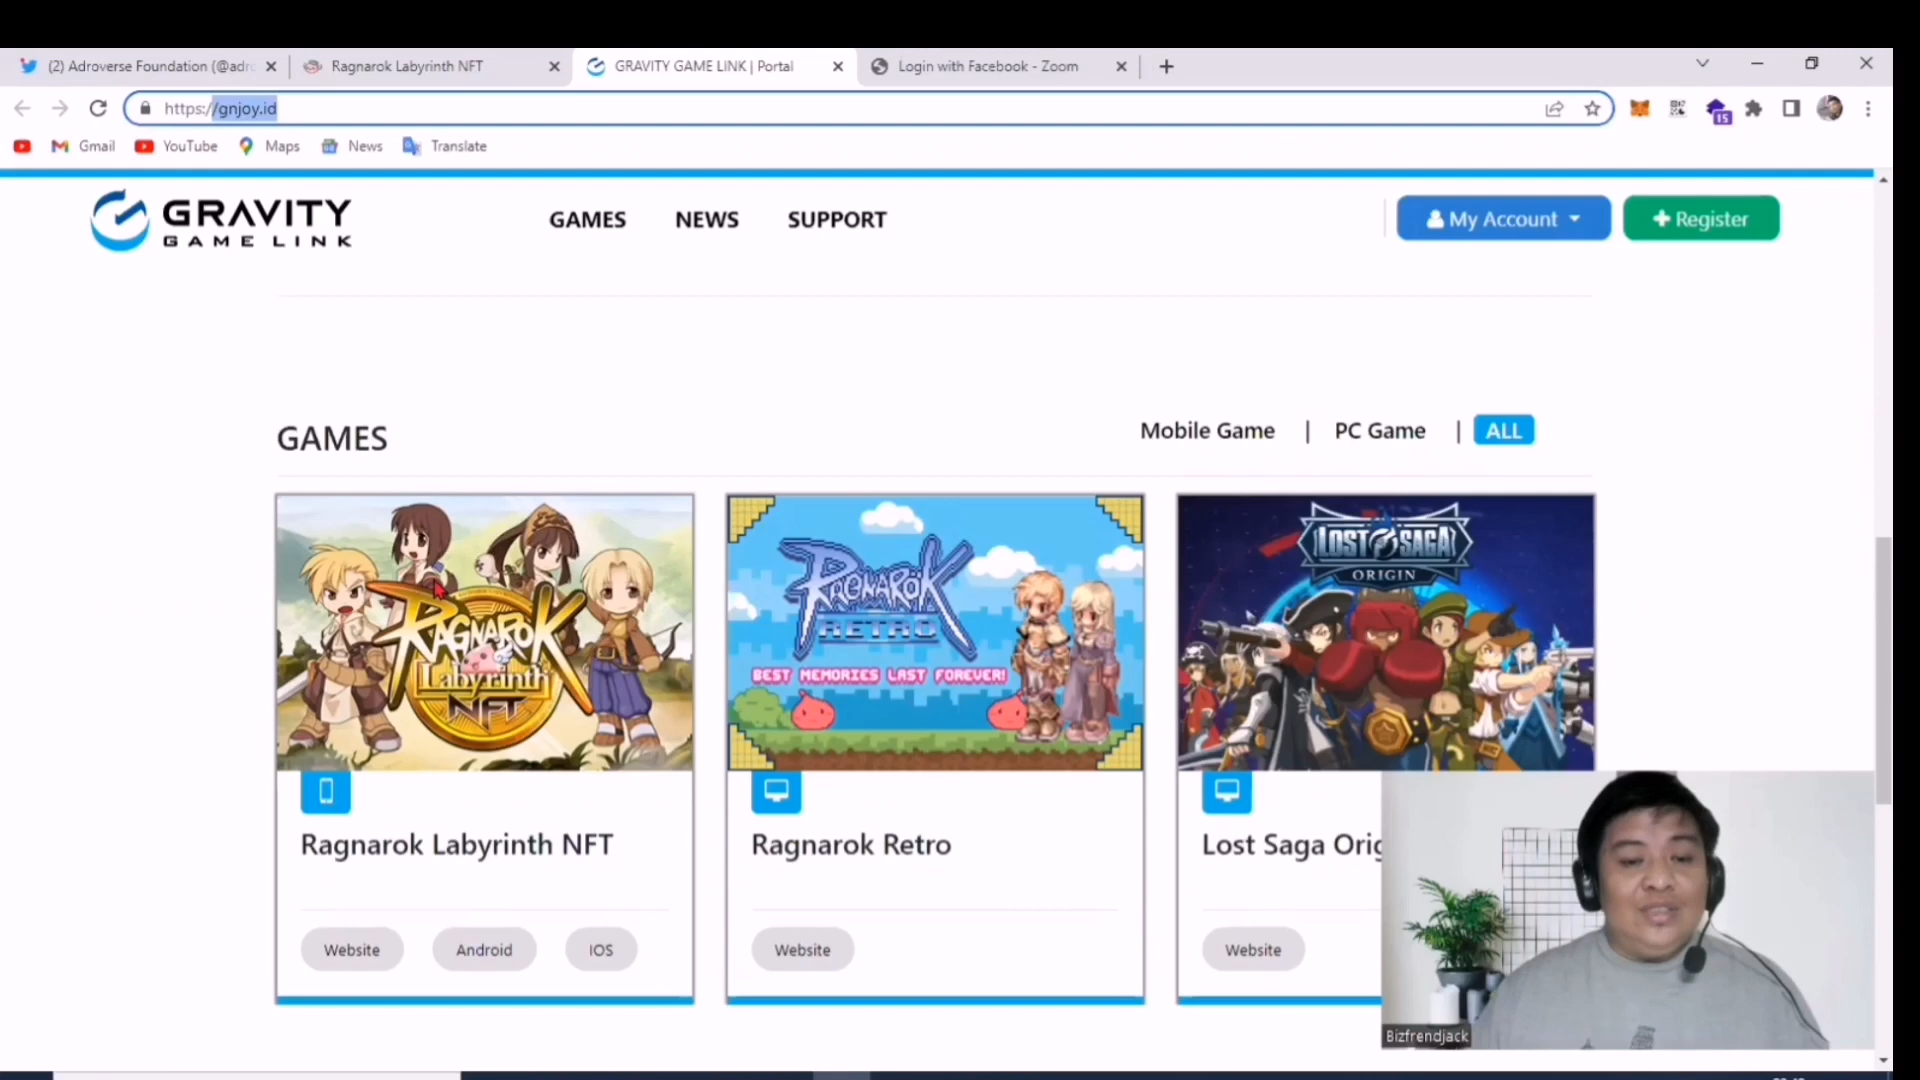 (2) Adroverse Foundation (@adro
Ragnarok Labyrinth NFT
GRAVITY GAME LINK | Portal
Login with Facebook - Zoom
https://gnjoy.id
15
Gmail
YouTube
Maps
News
Translate
GRAVITY
GAME LINK
GAMES
NEWS
SUPPORT
My Account
Register
GAMES
Mobile Game | PC Game | ALL
RAGNAROK
Labyrinth
NFT
RAGNARÖK
RETRO
BEST MEMORIES LAST FOREVER!
LOST SAGA
ORIGIN
Ragnarok Labyrinth NFT
Ragnarok Retro
Lost Saga Orig
Website
Android
IOS
Website
Website
Bizfrendjack